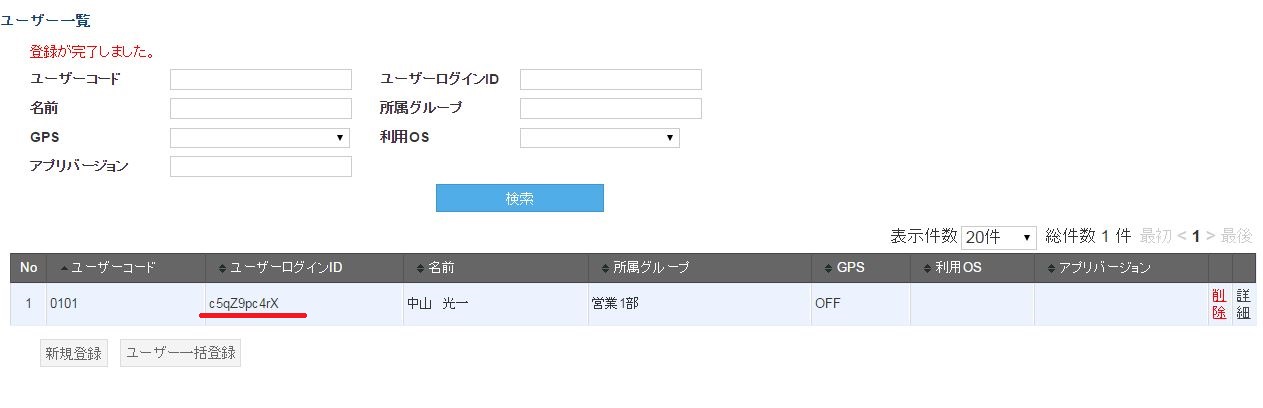 ユーザー一覧
登録が完了しました。
ユーザーコード ユーザーログインID
名前 所属グループ
GPS 利用OS
アプリバージョン
検索
表示件数 20件 総件数 1 件 最初 < 1 > 最後
No ユーザーコード ユーザーログインID 名前 所属グループ GPS 利用OS アプリバージョン
1 0101 c5qZ9pc4rX 中山 光一 営業1部 OFF 削除 詳細
新規登録 ユーザー一括登録